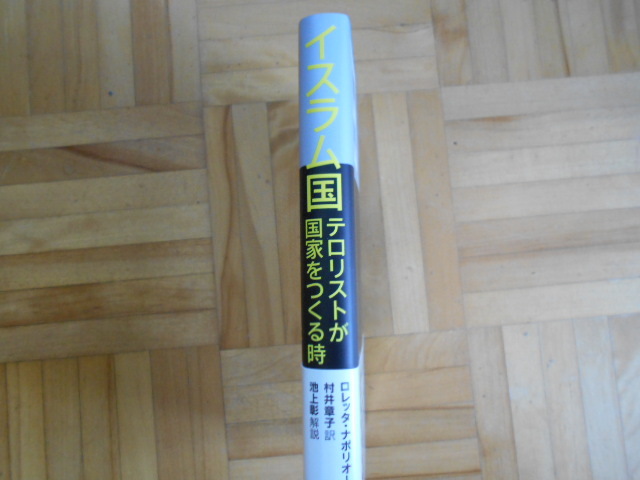 イスラム国
テロリストが
国家をつくる時
ロレッタ・ナポリオー
村井章子 訳
池上彰 解説